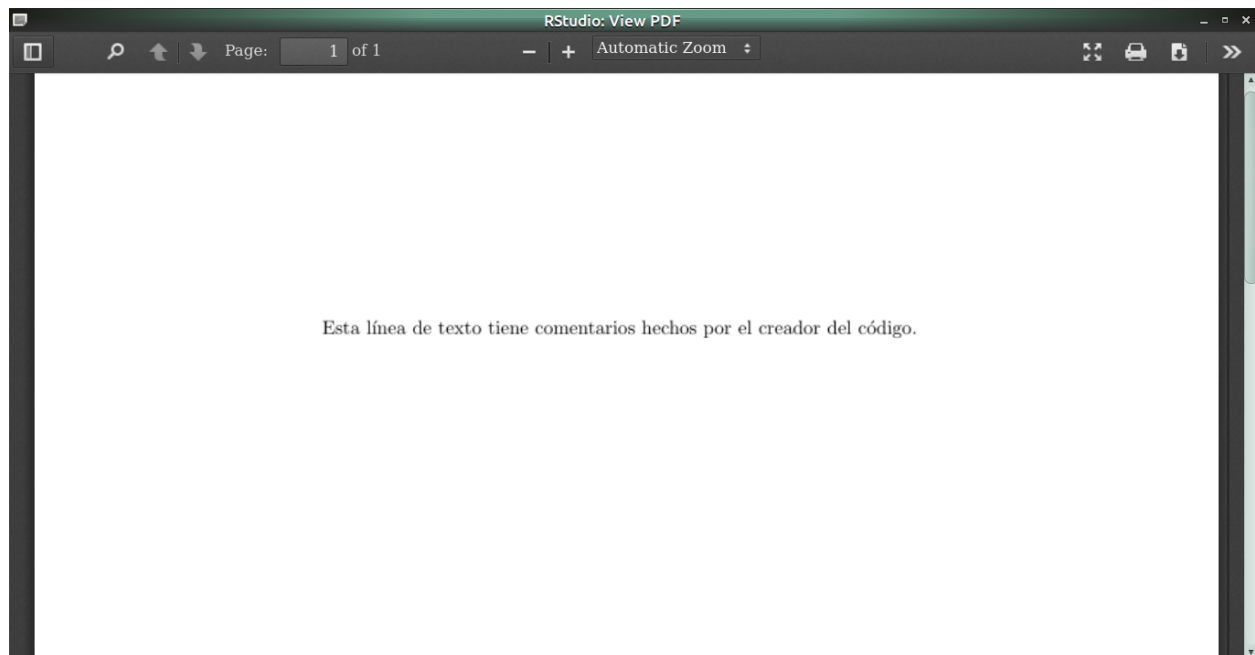 RStudio: View PDF
Page: 1 of 1 Automatic Zoom
Esta línea de texto tiene comentarios hechos por el creador del código.